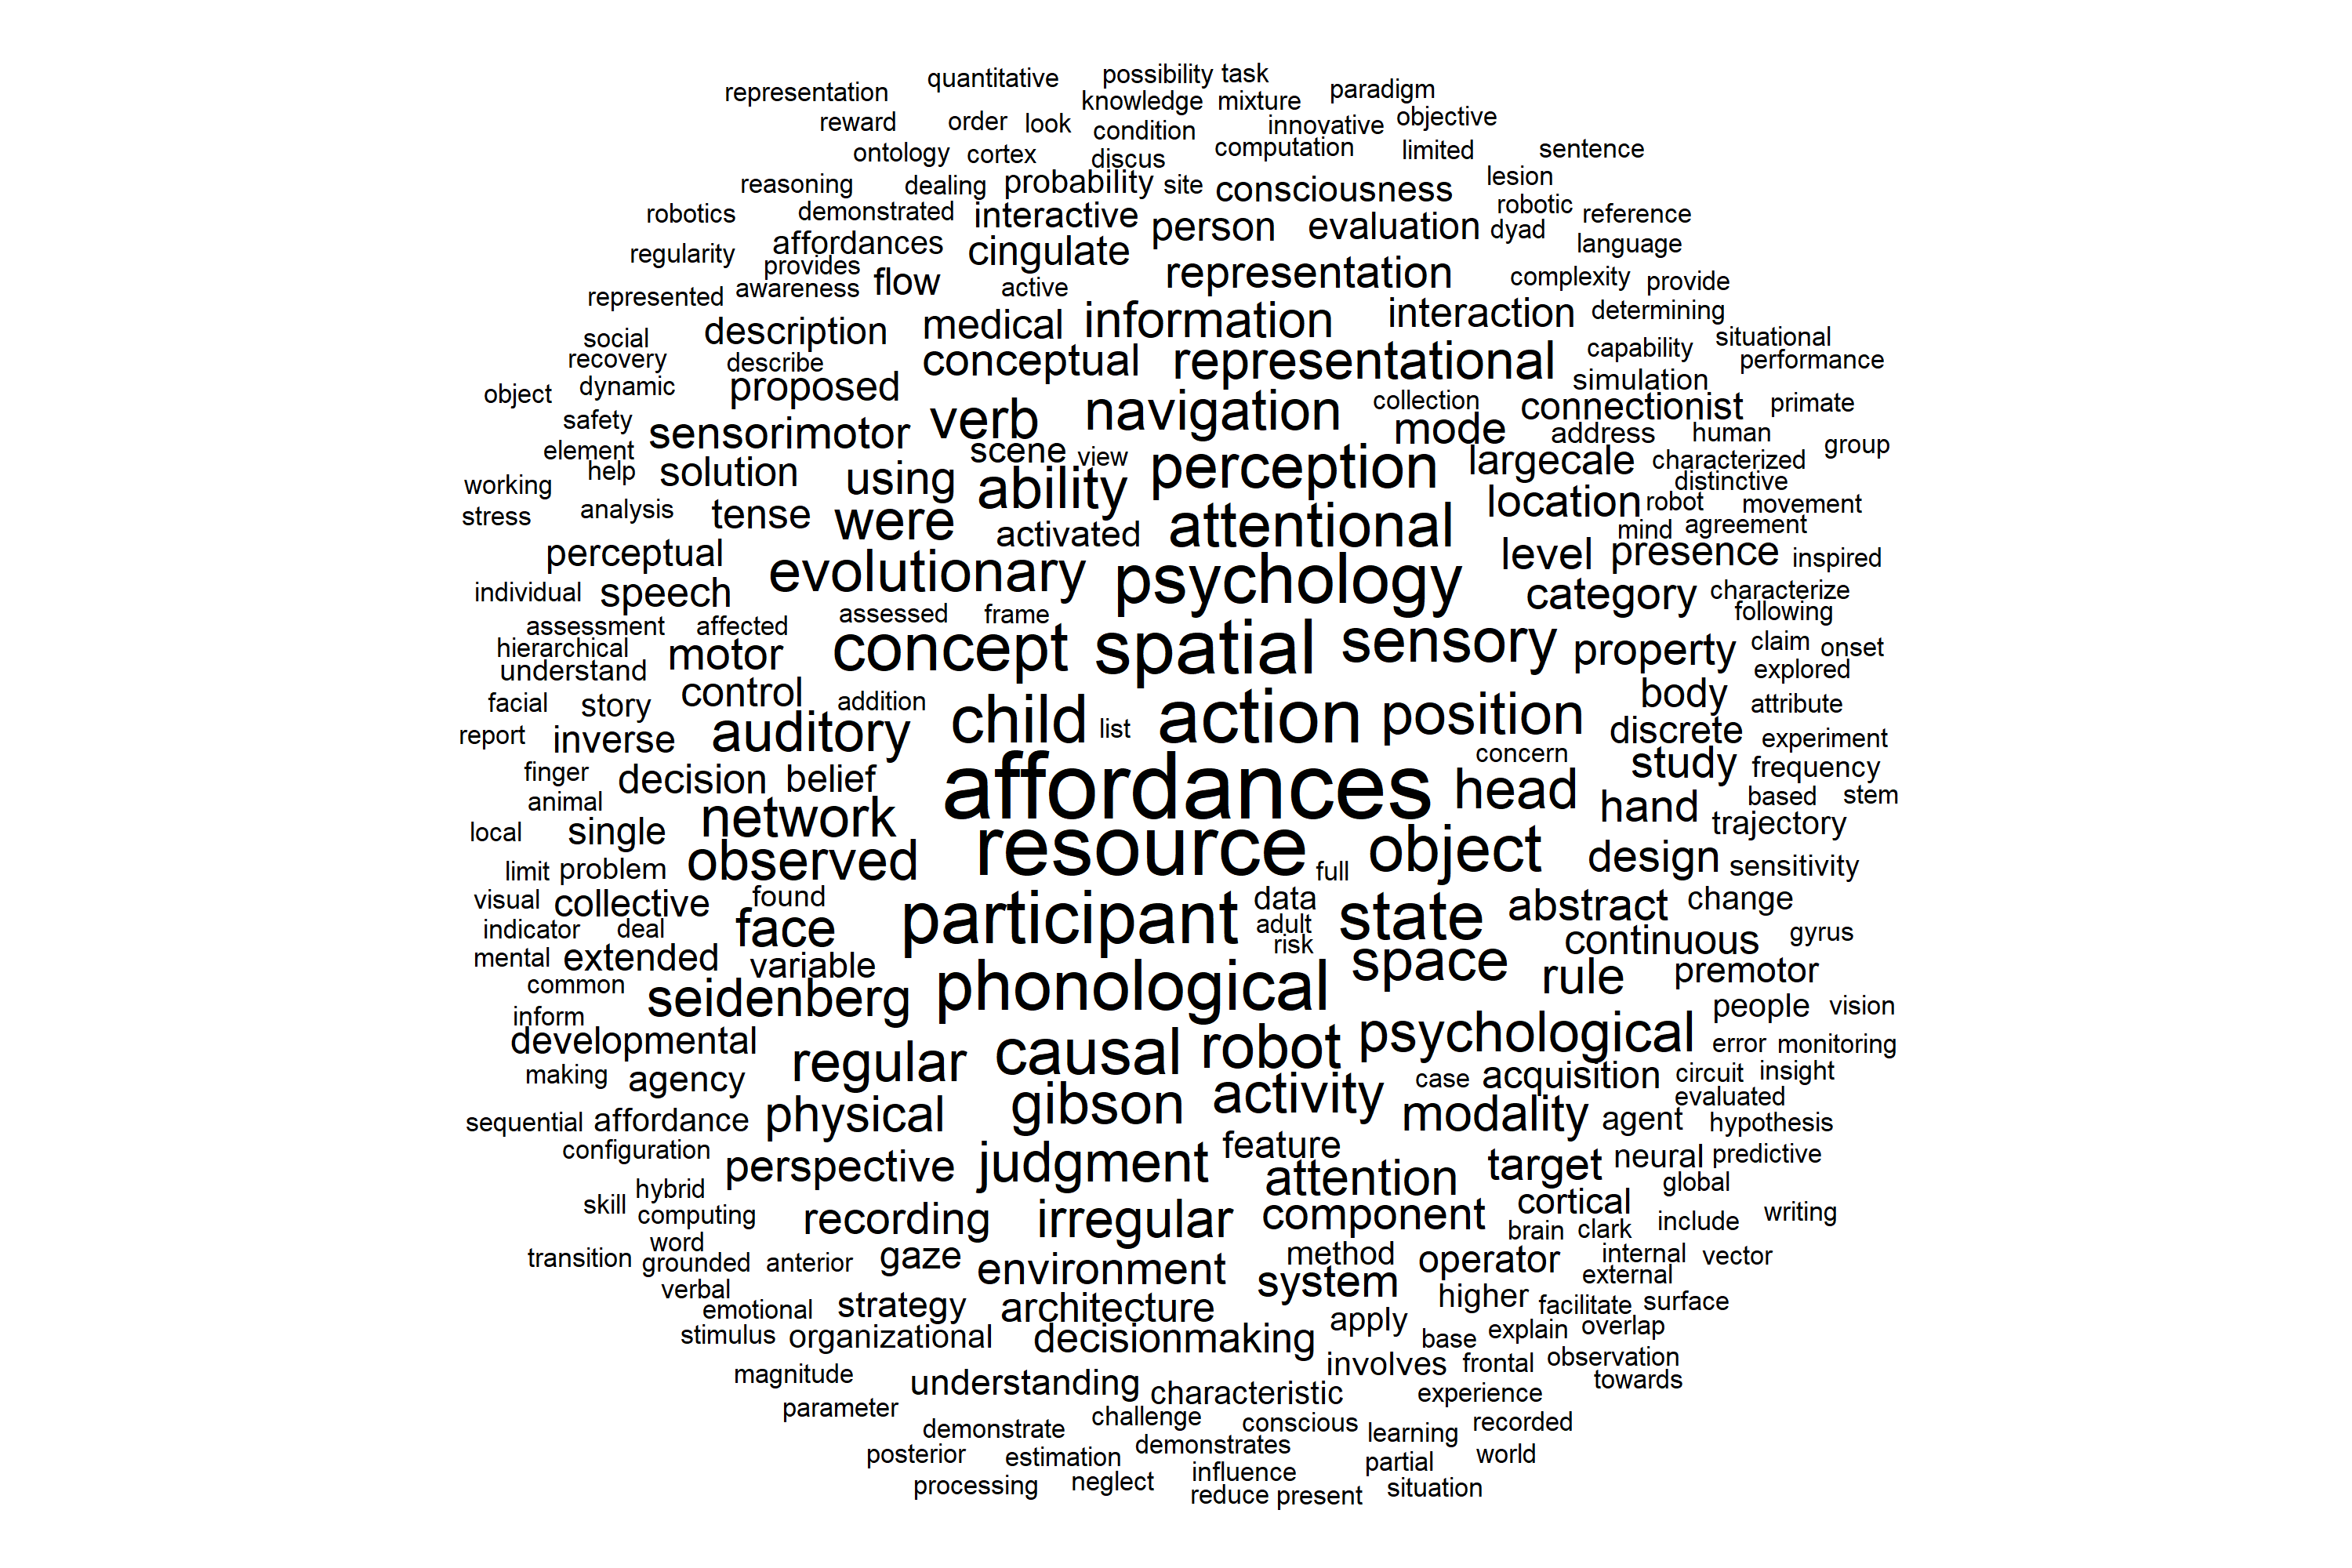 possibility task
quantitative
representation paradigm
knowledge mixture
objective
reward order look innovative
condition
computation limited sentence
ontology cortex discus
lesion
reasoning dealing probability site consciousness
robotic
robotics demonstrated interactive reference
person evaluation dyad
affordances language
regularity cingulate
provides representation complexity provide
represented awareness flow active
information interaction determining
social description medical situational
recovery describe conceptual representational capability performance
object dynamic proposed simulation
safety verb navigation collection connectionist primate
element sensorimotor mode address human group
help solution scene view perception largecale characterized
working using ability distinctive
stress analysis tense were activated attentional location robot movement
mind agreement
perceptual level presence inspired
individual speech evolutionary psychology category characterize
assessment affected assessed frame following
hierarchical motor concept spatial sensory property claim onset
understand explored
facial story control addition body attribute
report inverse auditory child list action position discrete experiment
finger decision belief concern study frequency
animal affordances head hand based stem
local single network trajectory
limit problem observed resource full object design sensitivity
visual collective found data abstract change
indicator deal face participant adult state continuous gyrus
mental extended variable risk space rule premotor
common seidenberg phonological people vision
inform
developmental regular causal robot psychological error monitoring
making agency case acquisition circuit insight
evaluated
sequential affordance physical gibson activity modality agent hypothesis
configuration perspective judgment feature target neural predictive
hybrid attention global
skill computing recording irregular component cortical include writing
word brain clark
transition grounded anterior gaze environment method operator internal vector
verbal system external
emotional strategy architecture higher facilitate surface
stimulus organizational decisionmaking apply base explain overlap
magnitude involves frontal observation
understanding characteristic experience towards
parameter
demonstrate challenge conscious learning recorded
posterior estimation demonstrates partial world
processing neglect influence situation
reduce present